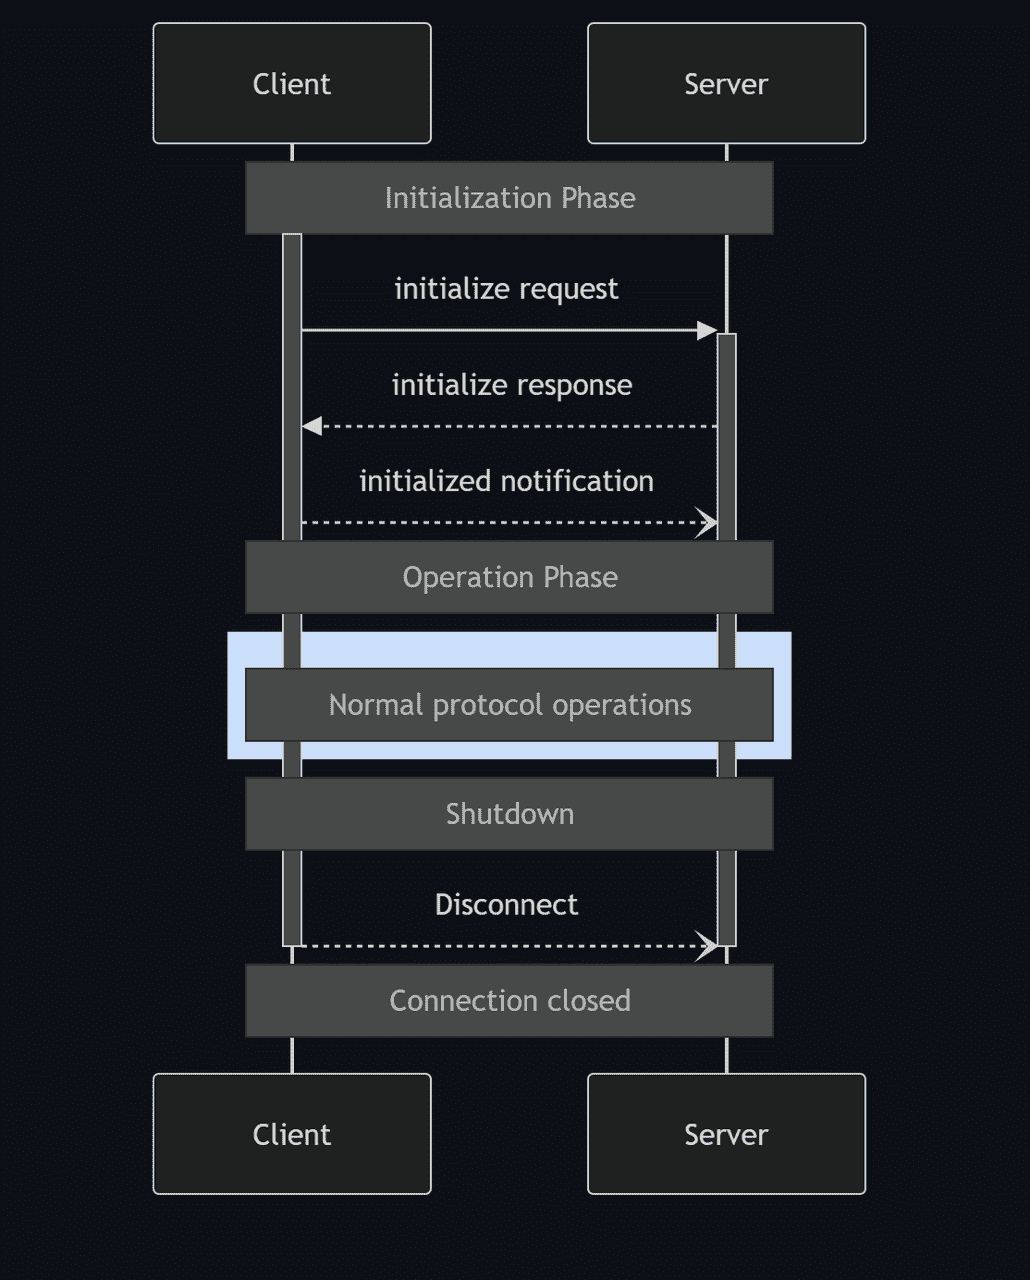 Client
Server
Initialization Phase
initialize request
initialize response
initialized notification
Operation Phase
Normal protocol operations
Shutdown
Disconnect
Connection closed
Client
Server